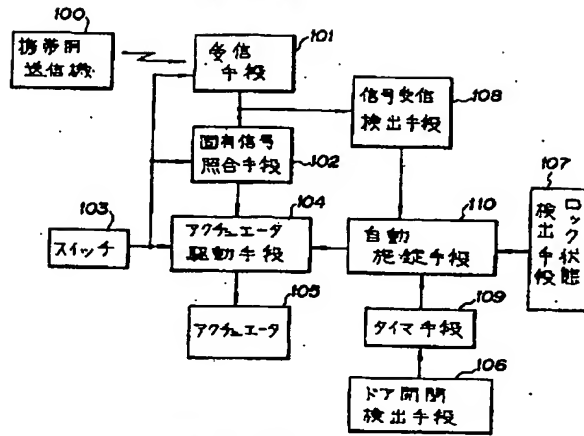 100
携帯用
送信機
101
受信
手段
108
信号受信
検出手段
固有信号
照合手段
102
107
ロック状態
検出手段
103
スイッチ
104
アクチュエータ
駆動手段
110
自動
施錠手段
105
アクチュエータ
109
タイマ手段
106
ドア開閉
検出手段